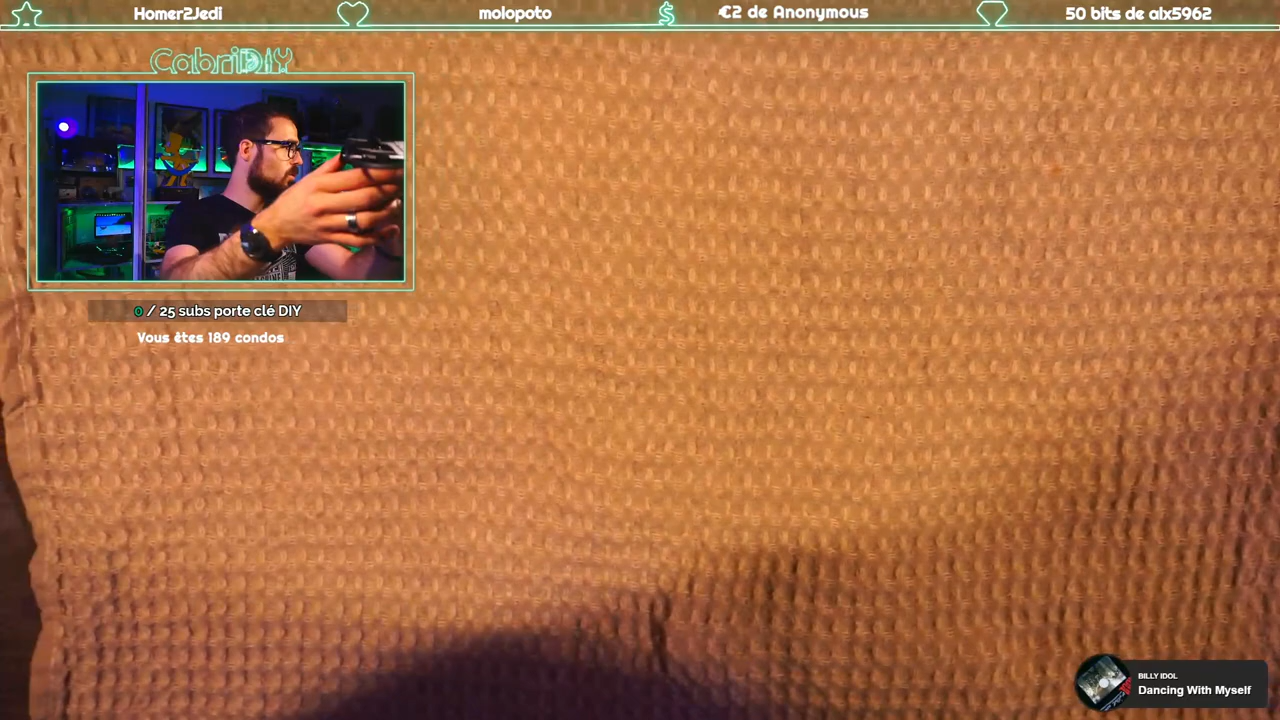 Homer2Jedi
molopoto
€2 de Anonymous
50 bits de alx5962
CabriDIY
0 / 25 subs porte clé DIY
Vous êtes 189 condos
BILLY IDOL
Dancing With Myself